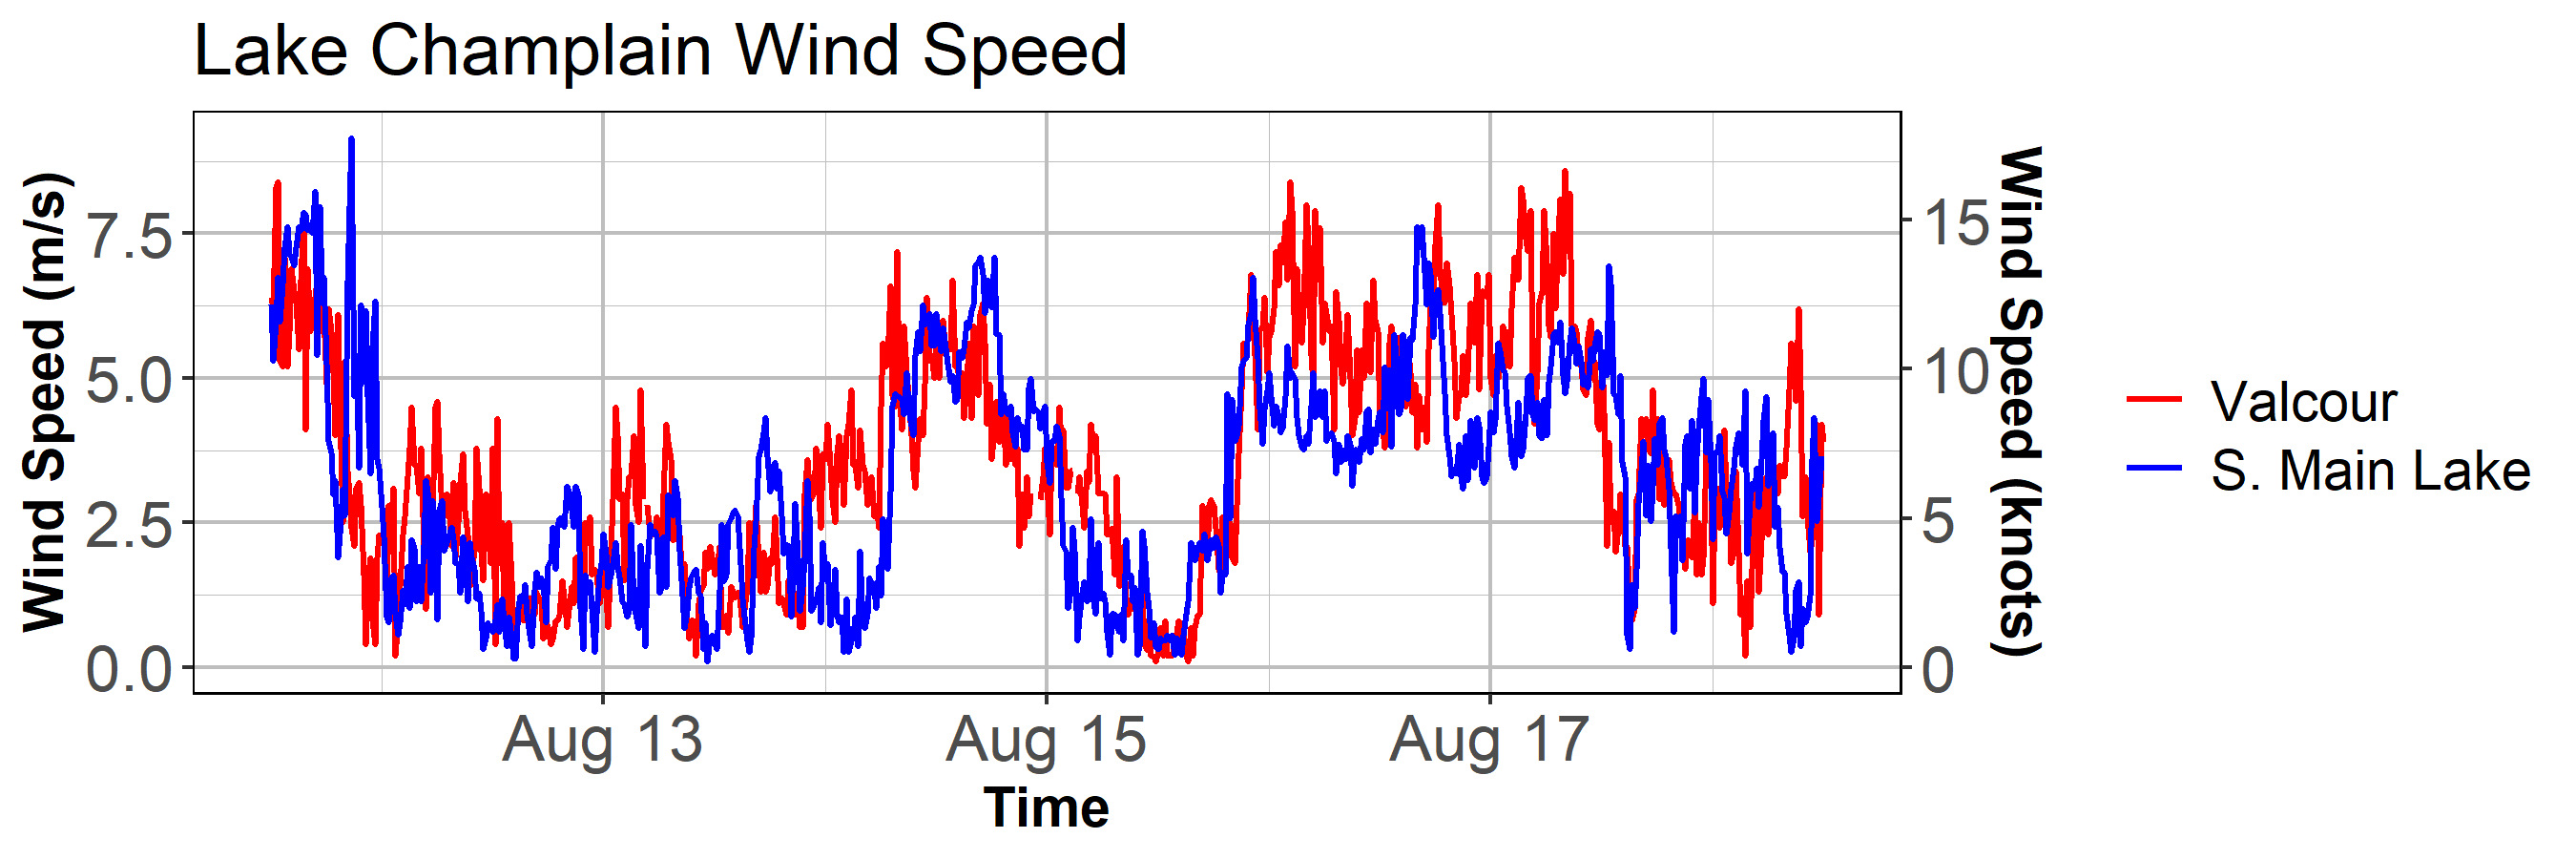 Lake Champlain Wind Speed
Wind Speed (m/s)
7.5
5.0
2.5
0.0
15
10
5
0
Wind Speed (knots)
Aug 13 Aug 15 Aug 17
Time
Valcour
S. Main Lake